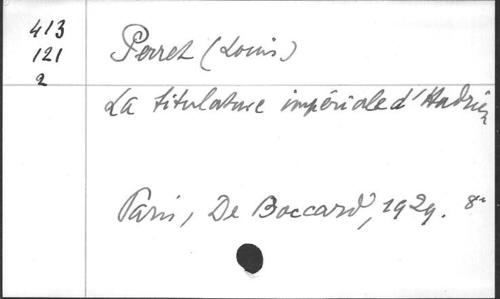 413
121
2
Perret (Louis)
La titulature impériale d'Hadrien
Paris, De Boccard, 1929. 8°